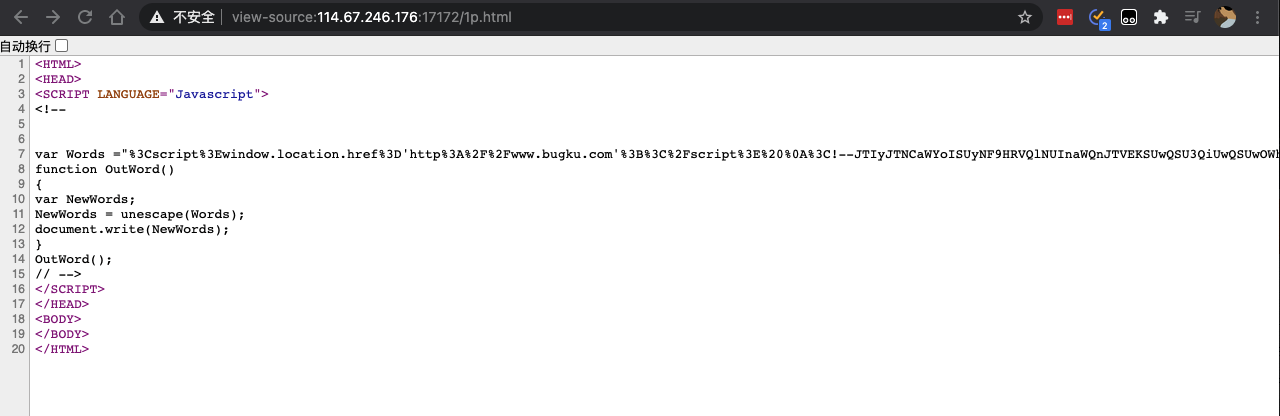 不安全 | view-source:114.67.246.176:17172/1p.html
2
自动换行
1 <HTML>
2 <HEAD>
3 <SCRIPT LANGUAGE="Javascript">
4 <!--
5
6
7 var Words ="%3Cscript%3Ewindow.location.href%3D'http%3A%2F%2Fwww.bugku.com'%3B%3C%2Fscript%3E%20%0A%3C!--JTIyJTNCaWYoISUyNF9HRVQlNUInaWQnJTVEKSUwQSU3QiUwQSUwOWh
8 function OutWord()
9 {
10 var NewWords;
11 NewWords = unescape(Words);
12 document.write(NewWords);
13 }
14 OutWord();
15 // -->
16 </SCRIPT>
17 </HEAD>
18 <BODY>
19 </BODY>
20 </HTML>